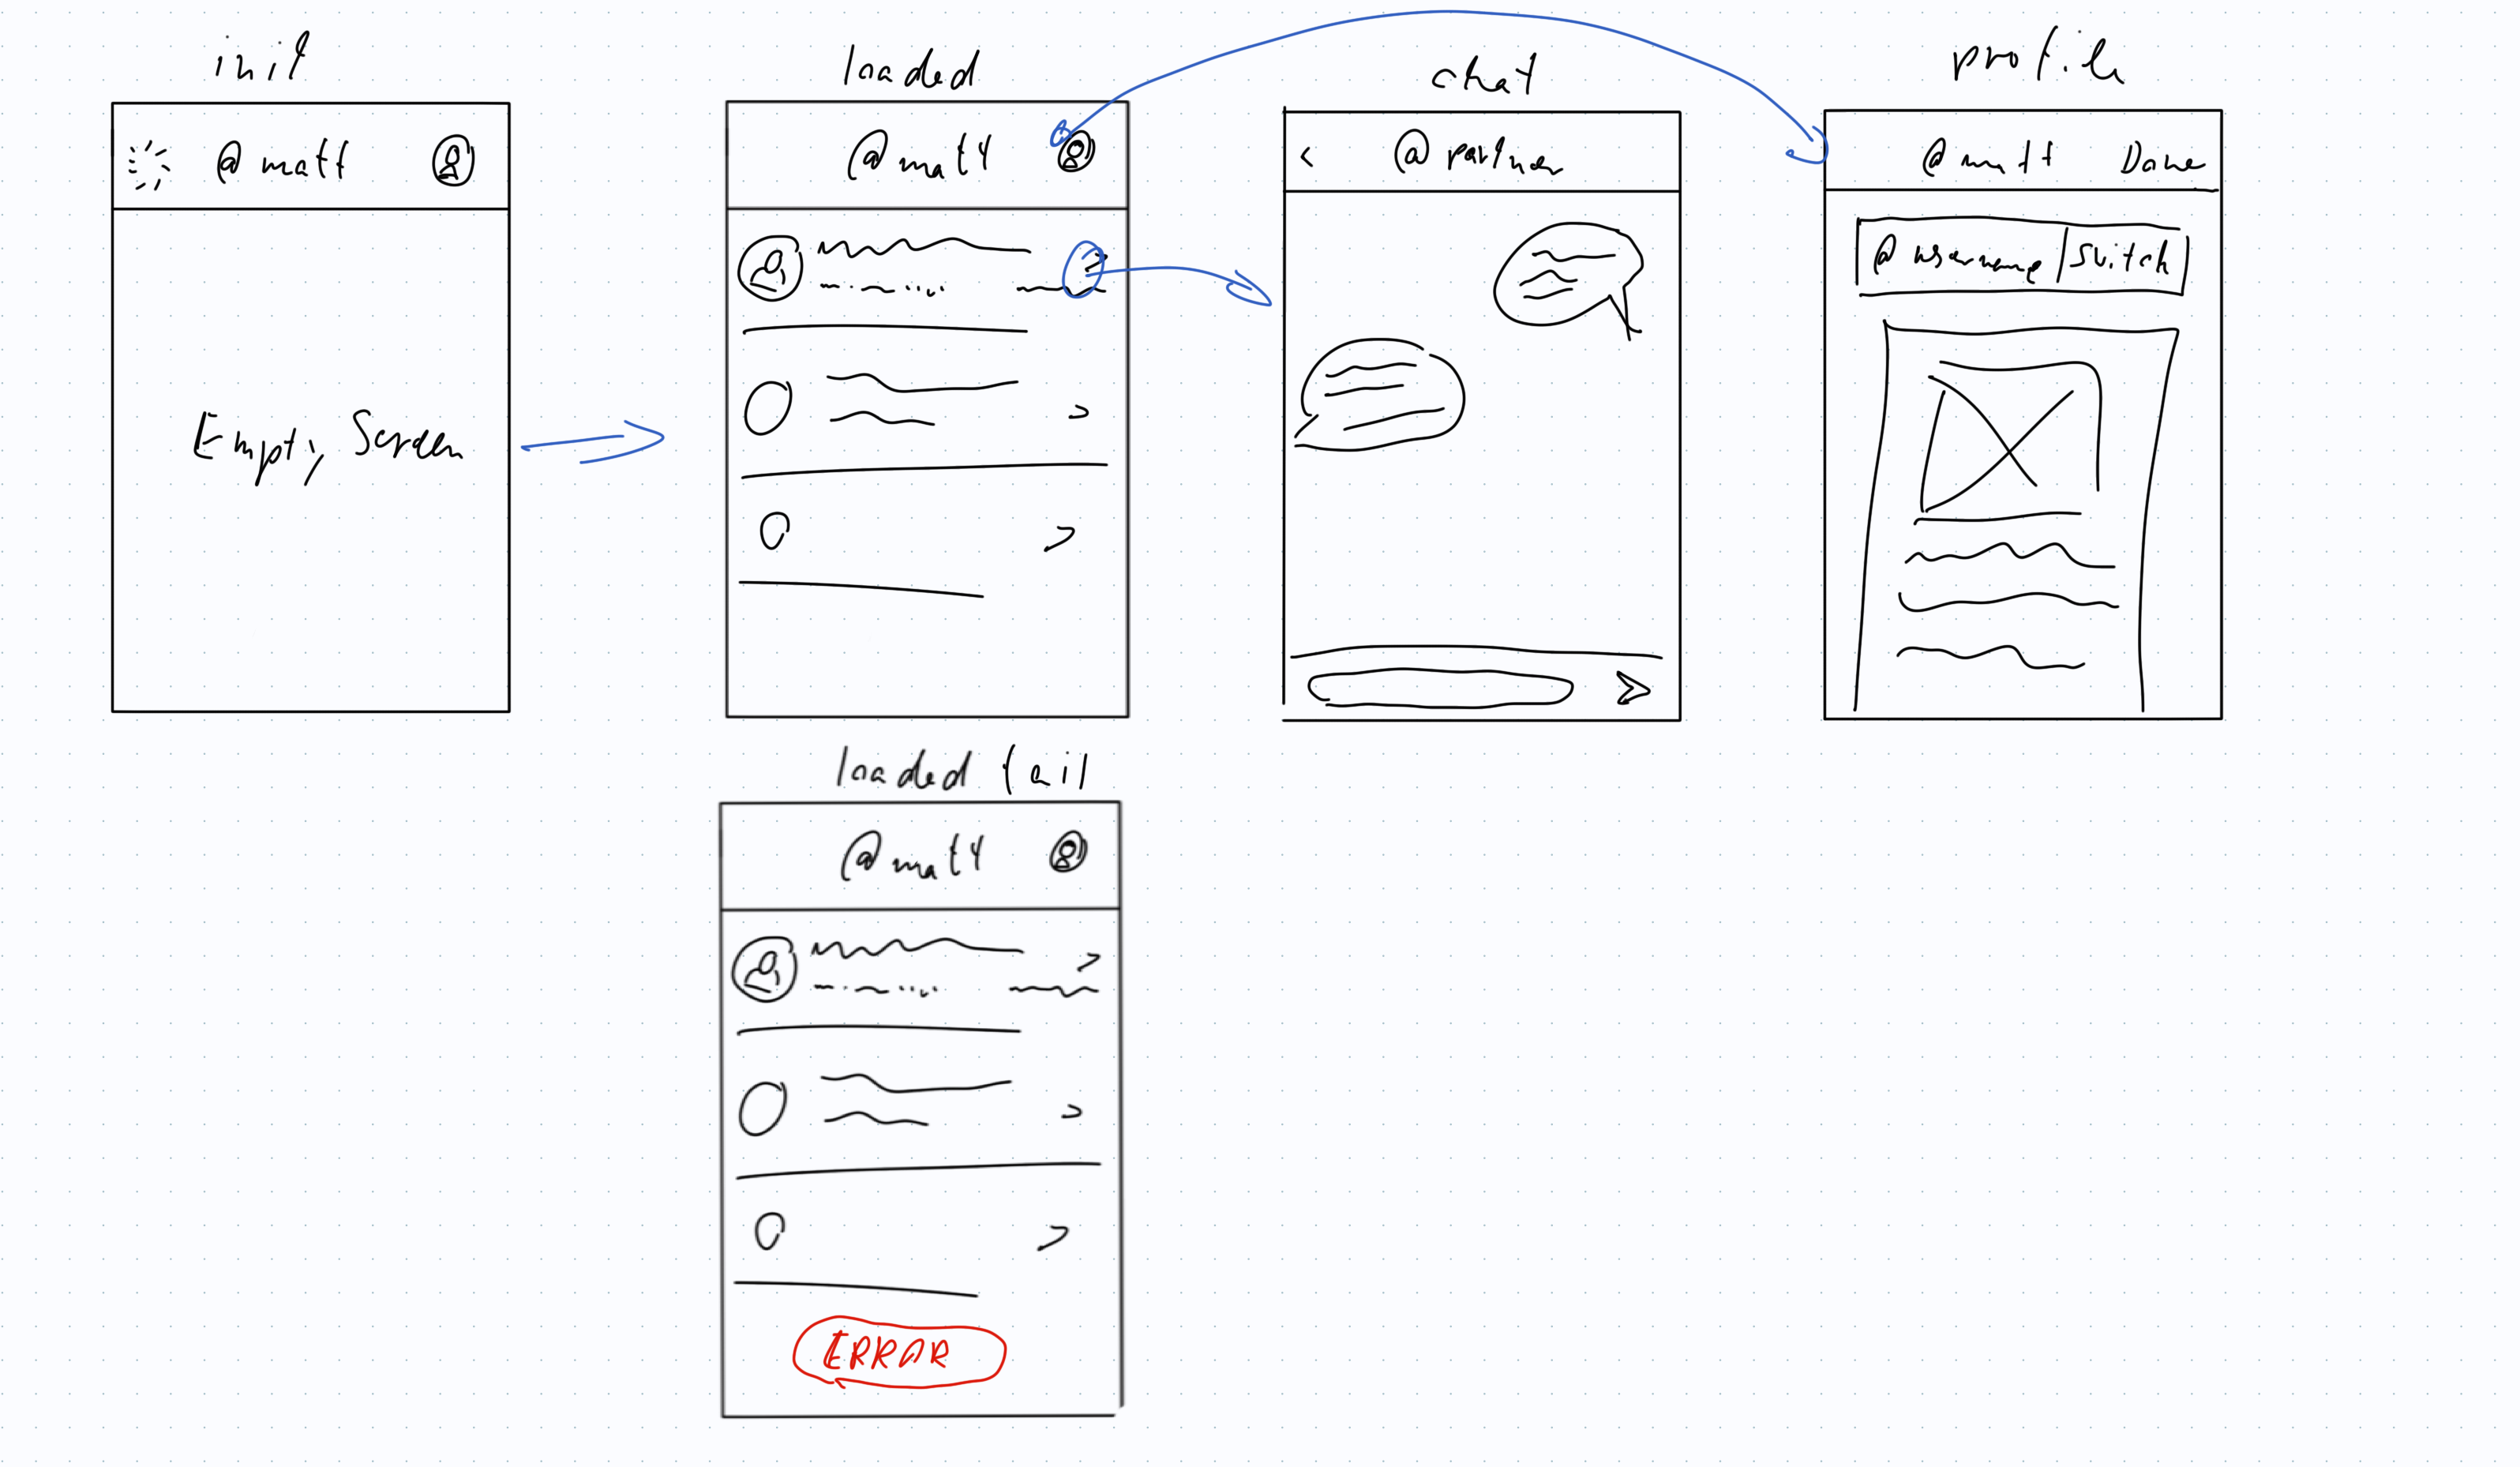 init
loaded
chat
profile
@matt
@matt
< @partner
@matt Done
@username | Switch
Empty Screen
loaded fail
@matt
ERROR